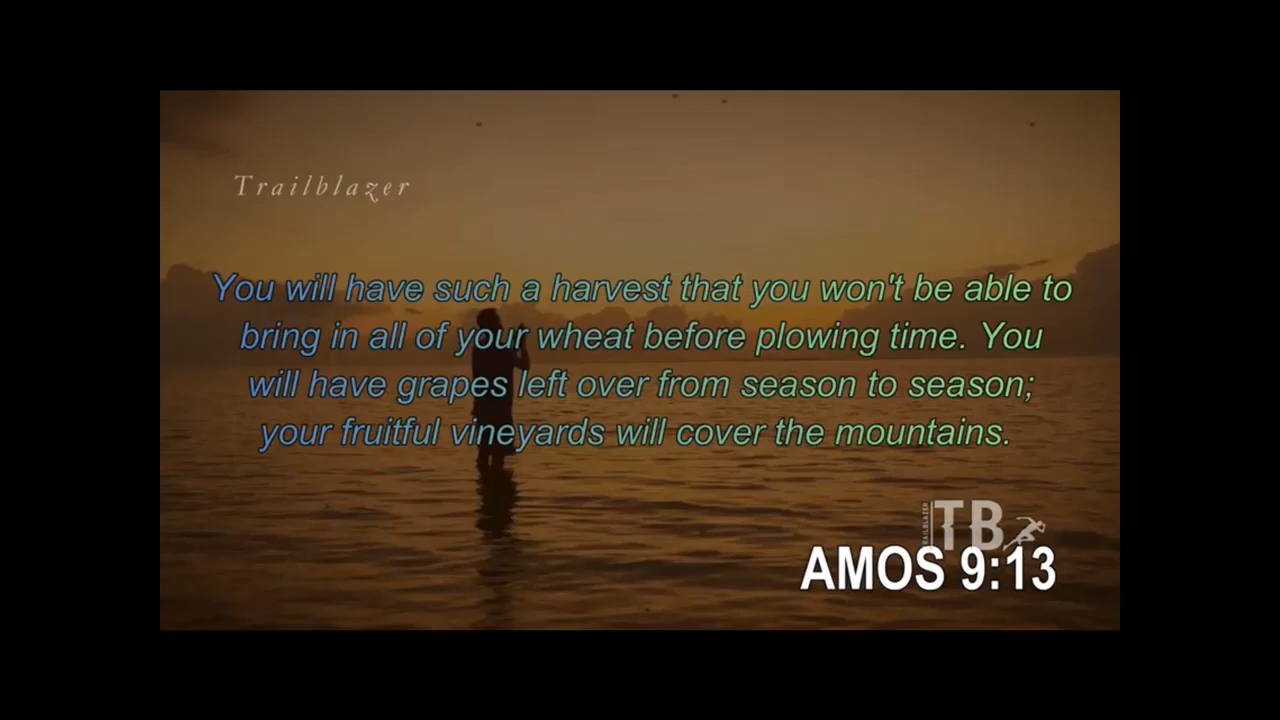 Trailblazer
You will have such a harvest that you won't be able to
bring in all of your wheat before plowing time. You
will have grapes left over from season to season;
your fruitful vineyards will cover the mountains.
TRAILBLAZER
TB
AMOS 9:13